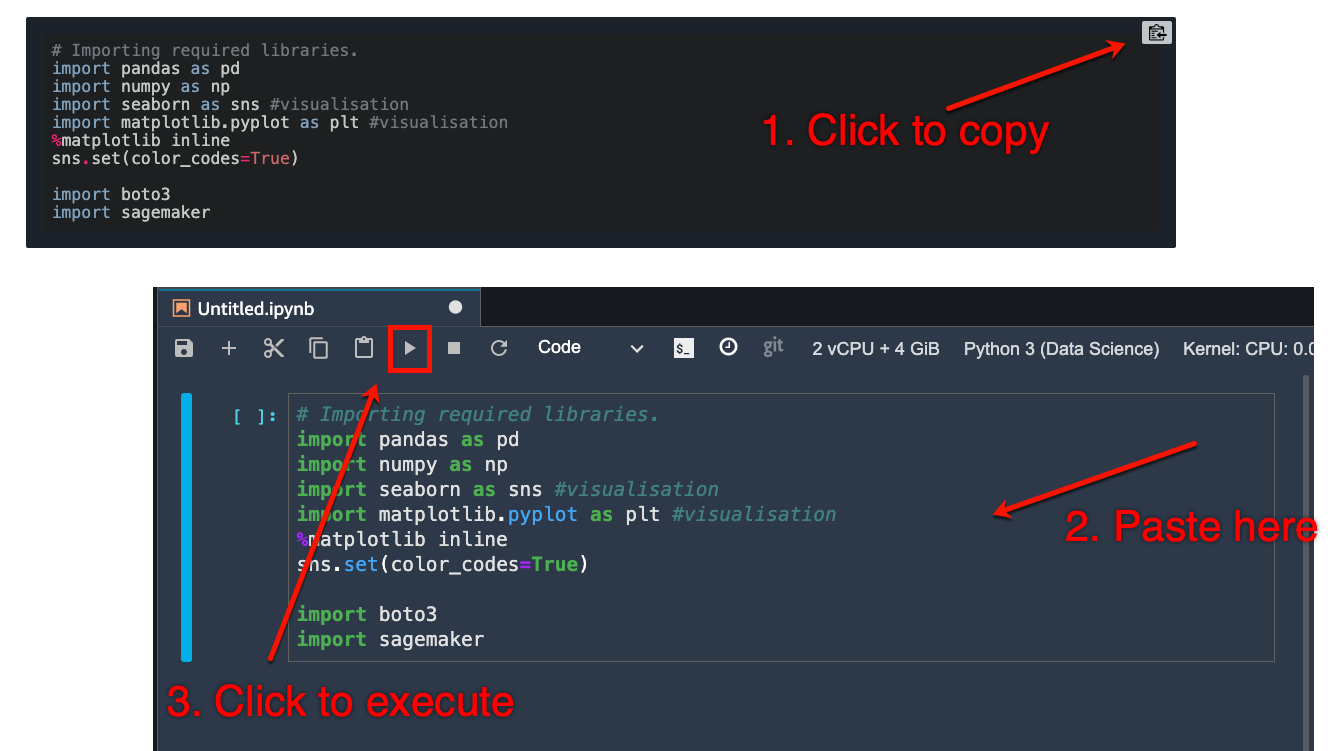 # Importing required libraries.
import pandas as pd
import numpy as np
import seaborn as sns #visualisation
import matplotlib.pyplot as plt #visualisation
%matplotlib inline
sns.set(color_codes=True)
import boto3
import sagemaker
1. Click to copy
Untitled.ipynb
Code
$_
git
2 vCPU + 4 GiB
Python 3 (Data Science)
Kernel: CPU: 0.0
[ ]:
# Importing required libraries.
import pandas as pd
import numpy as np
import seaborn as sns #visualisation
import matplotlib.pyplot as plt #visualisation
%matplotlib inline
sns.set(color_codes=True)
import boto3
import sagemaker
2. Paste here
3. Click to execute